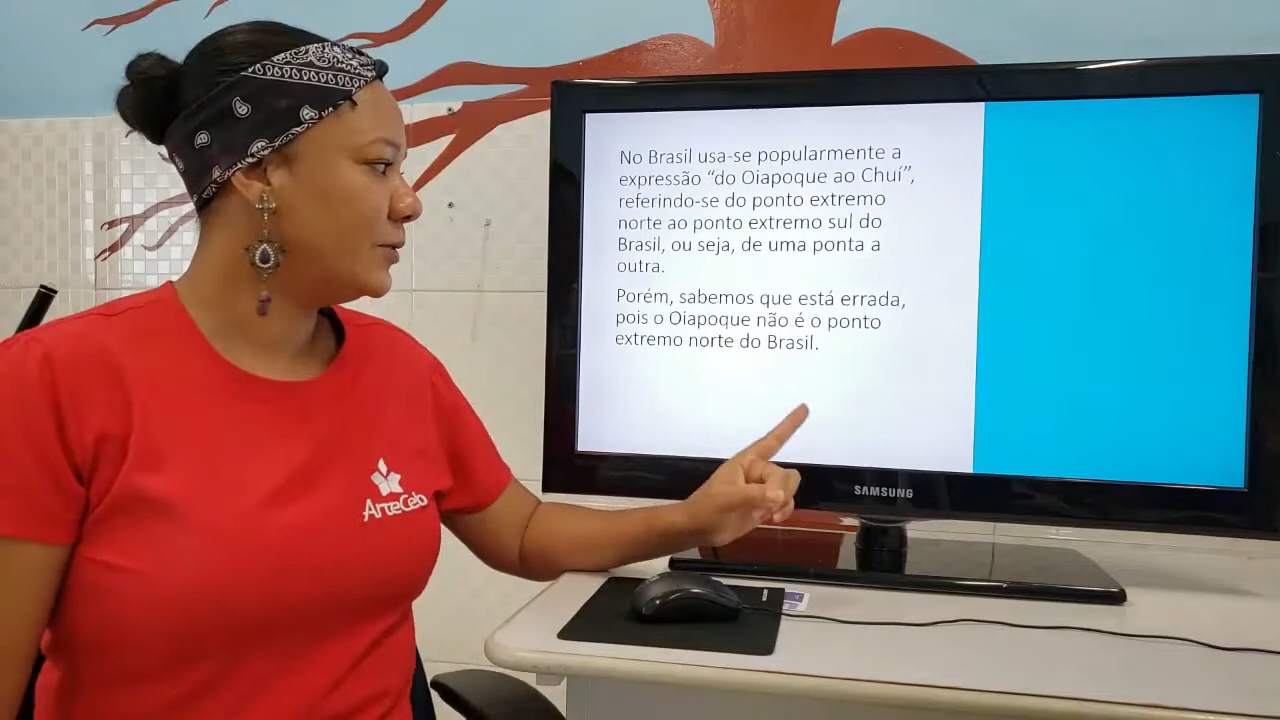 No Brasil usa-se popularmente a
expressão “do Oiapoque ao Chuí”,
referindo-se do ponto extremo
norte ao ponto extremo sul do
Brasil, ou seja, de uma ponta a
outra.
Porém, sabemos que está errada,
pois o Oiapoque não é o ponto
extremo norte do Brasil.
SAMSUNG
ArteCeb